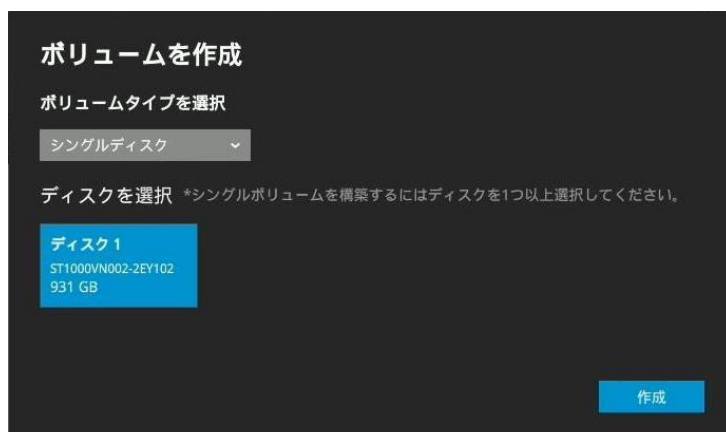 ボリュームを作成
ボリュームタイプを選択
シングルディスク
ディスクを選択 *シングルボリュームを構築するにはディスクを1つ以上選択してください。
ディスク 1
ST1000VN002-2EY102
931 GB
作成